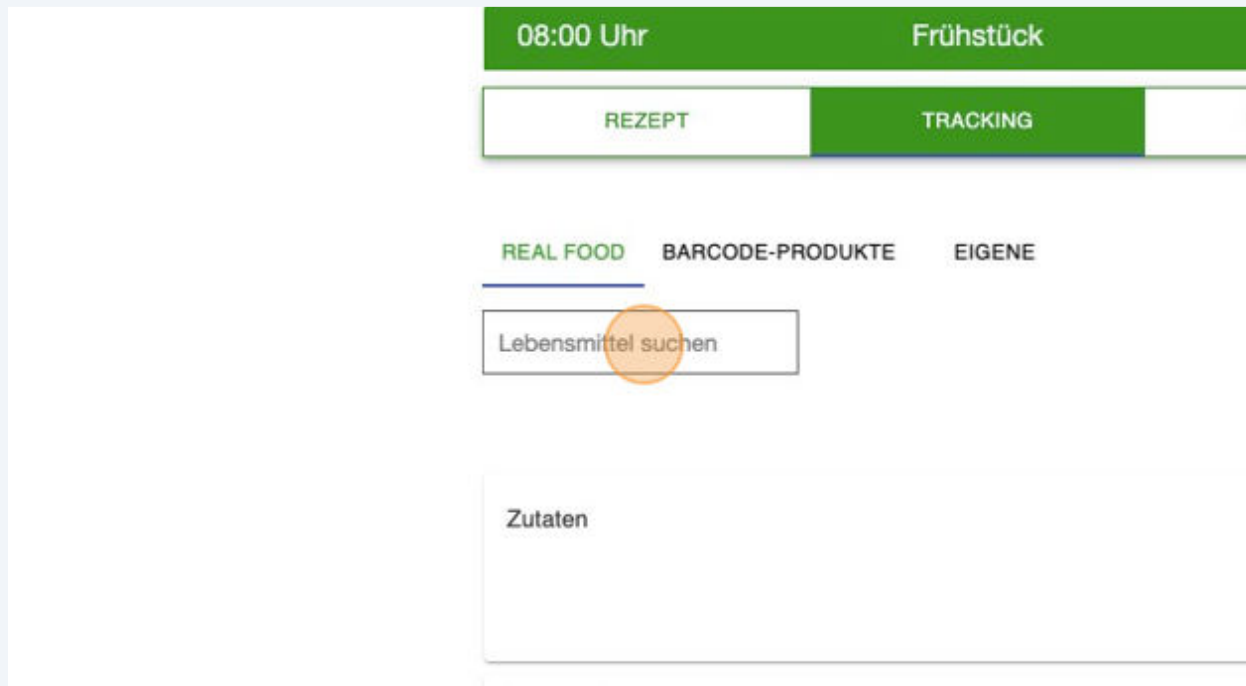 08:00 Uhr Frühstück
REZEPT TRACKING
REAL FOOD BARCODE-PRODUKTE EIGENE
Lebensmittel suchen
Zutaten